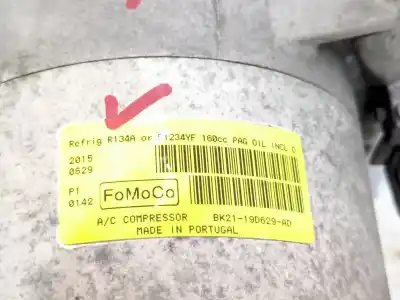 Refrig R134A or R1234YF 160cc PAG OIL INCL D
2015
0629
P1
0142
FoMoCo
A/C COMPRESSOR BK21-19D629-AD
MADE IN PORTUGAL